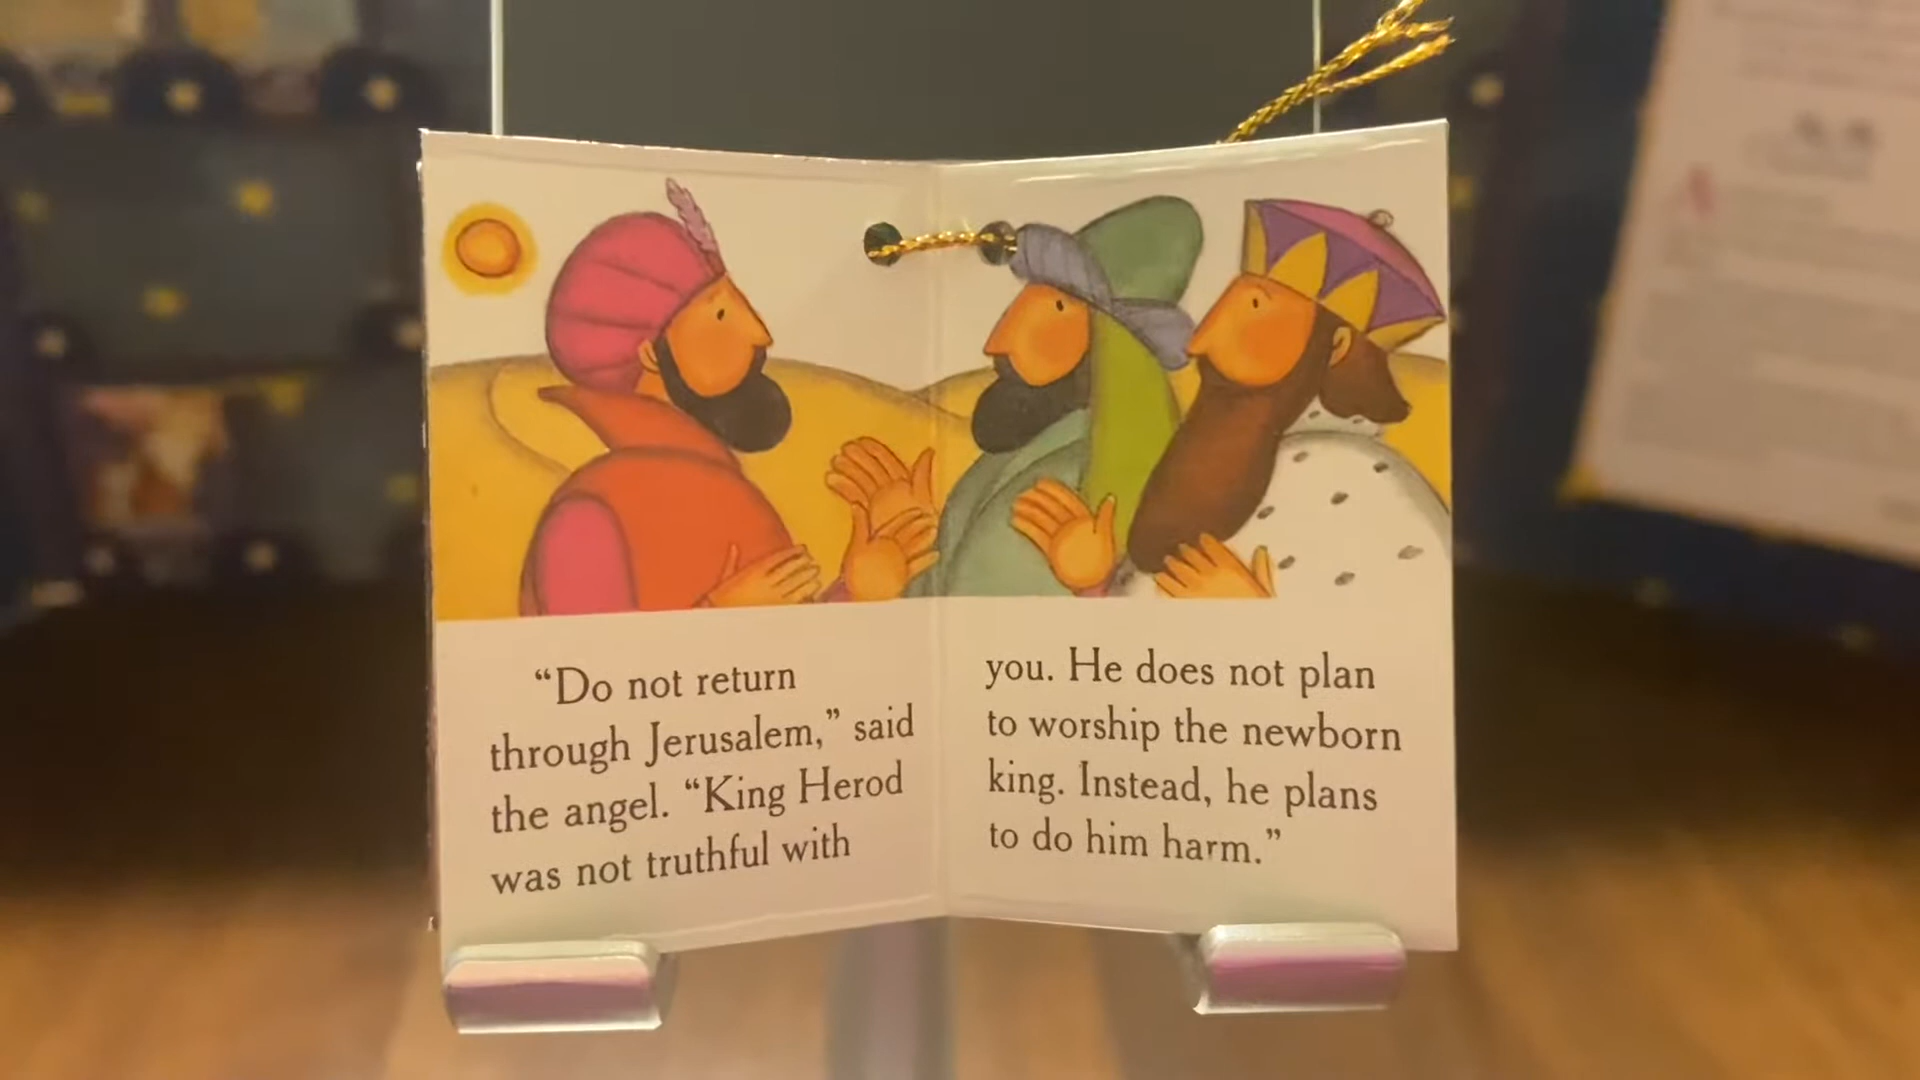 “Do not return
through Jerusalem,” said
the angel. “King Herod
was not truthful with
you. He does not plan
to worship the newborn
king. Instead, he plans
to do him harm.”